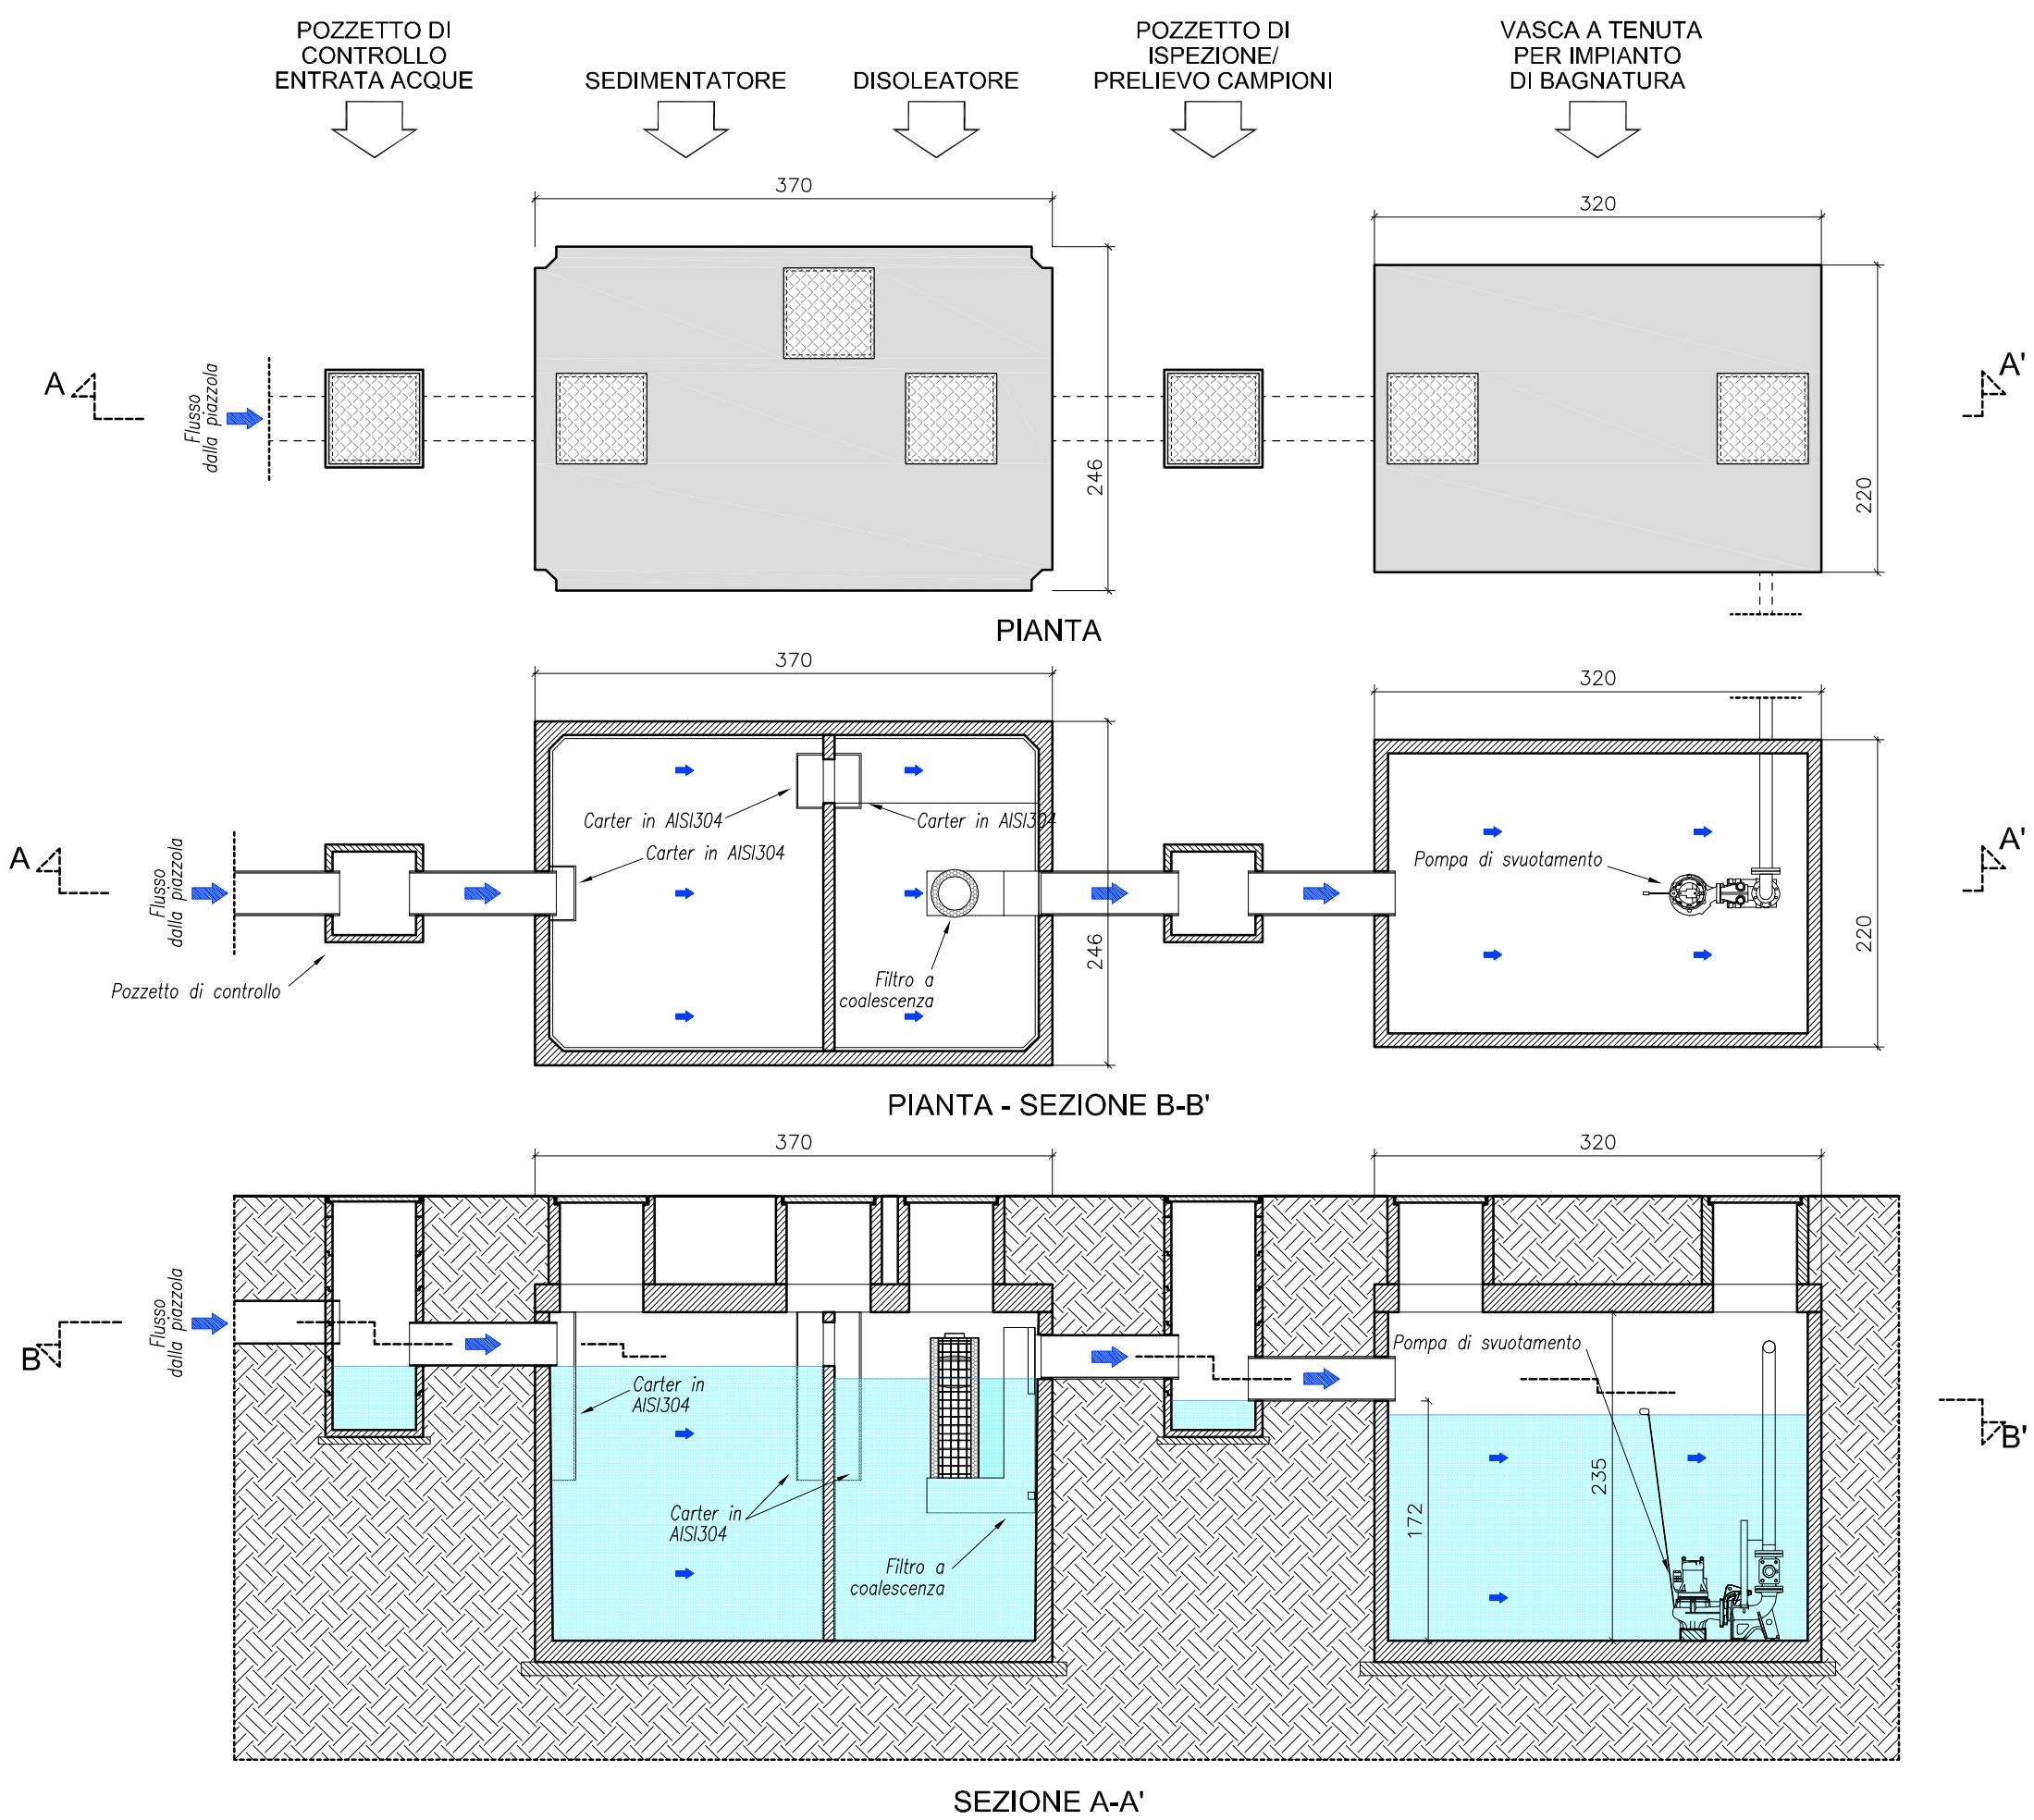 POZZETTO DI
CONTROLLO
ENTRATA ACQUE
SEDIMENTATORE
DISOLEATORE
POZZETTO DI
ISPEZIONE/
PRELIEVO CAMPIONI
VASCA A TENUTA
PER IMPIANTO
DI BAGNATURA
370
320
A
Flusso
dalla piazzola
246
220
A'
PIANTA
370
320
A
Flusso
dalla piazzola
Pozzetto di controllo
Carter in AISI304
Carter in AISI304
Carter in AISI304
Filtro a
coalescenza
246
Pompa di svuotamento
220
A'
PIANTA - SEZIONE B-B'
370
320
B
Flusso
dalla piazzola
Carter in
AISI304
Carter in
AISI304
Filtro a
coalescenza
Pompa di svuotamento
172
235
B'
SEZIONE A-A'